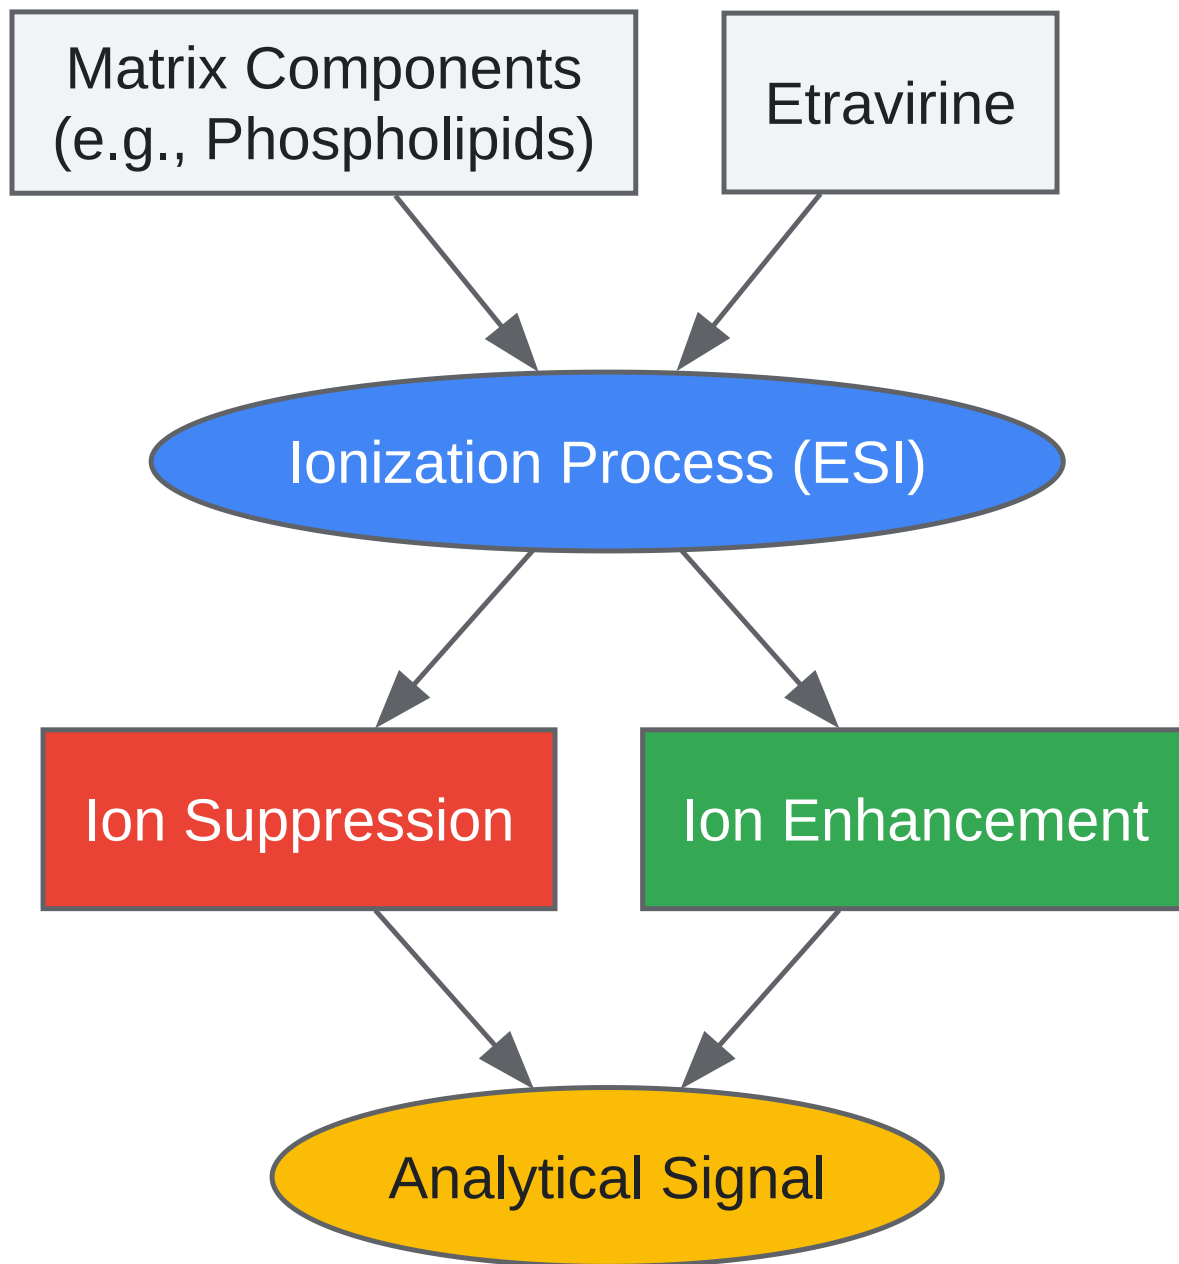 Matrix Components
(e.g., Phospholipids)
Etravirine
Ionization Process (ESI)
Ion Suppression
Ion Enhancement
Analytical Signal